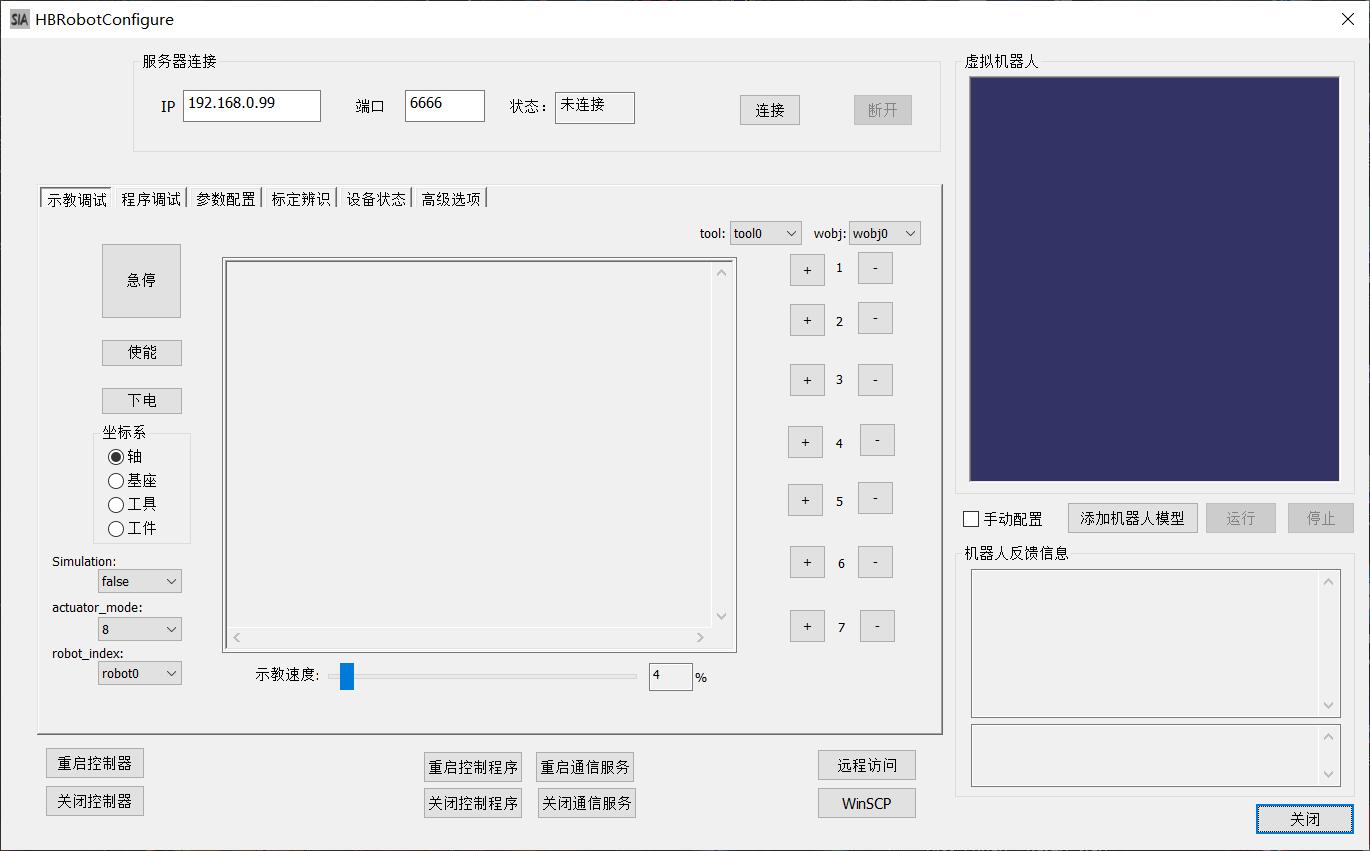 SIA HBRobotConfigure
服务器连接
IP 192.168.0.99 端口 6666 状态： 未连接 连接 断开
示教调试 程序调试 参数配置 标定辨识 设备状态 高级选项
tool: tool0 wobj: wobj0
急停
使能
下电
坐标系
轴
基座
工具
工件
Simulation:
false
actuator_mode:
8
robot_index:
robot0
+ 1 -
+ 2 -
+ 3 -
+ 4 -
+ 5 -
+ 6 -
+ 7 -
示教速度: 4 %
重启控制器 重启控制程序 重启通信服务 远程访问
关闭控制器 关闭控制程序 关闭通信服务 WinSCP
虚拟机器人
手动配置 添加机器人模型 运行 停止
机器人反馈信息
关闭